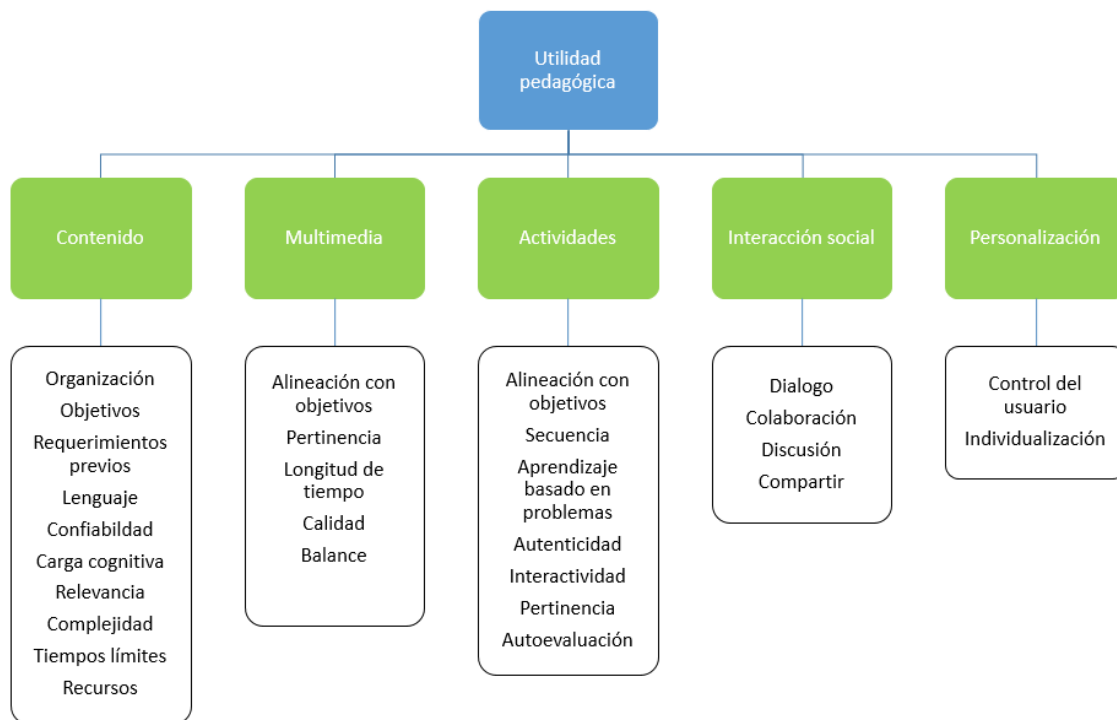 Utilidad
pedagógica
Contenido
Multimedia
Actividades
Interacción social
Personalización
Organización
Objetivos
Requerimientos
previos
Lenguaje
Confiabildad
Carga cognitiva
Relevancia
Complejidad
Tiempos límites
Recursos
Alineación con
objetivos
Pertinencia
Longitud de
tiempo
Calidad
Balance
Alineación con
objetivos
Secuencia
Aprendizaje
basado en
problemas
Autenticidad
Interactividad
Pertinencia
Autoevaluación
Dialogo
Colaboración
Discusión
Compartir
Control del
usuario
Individualización